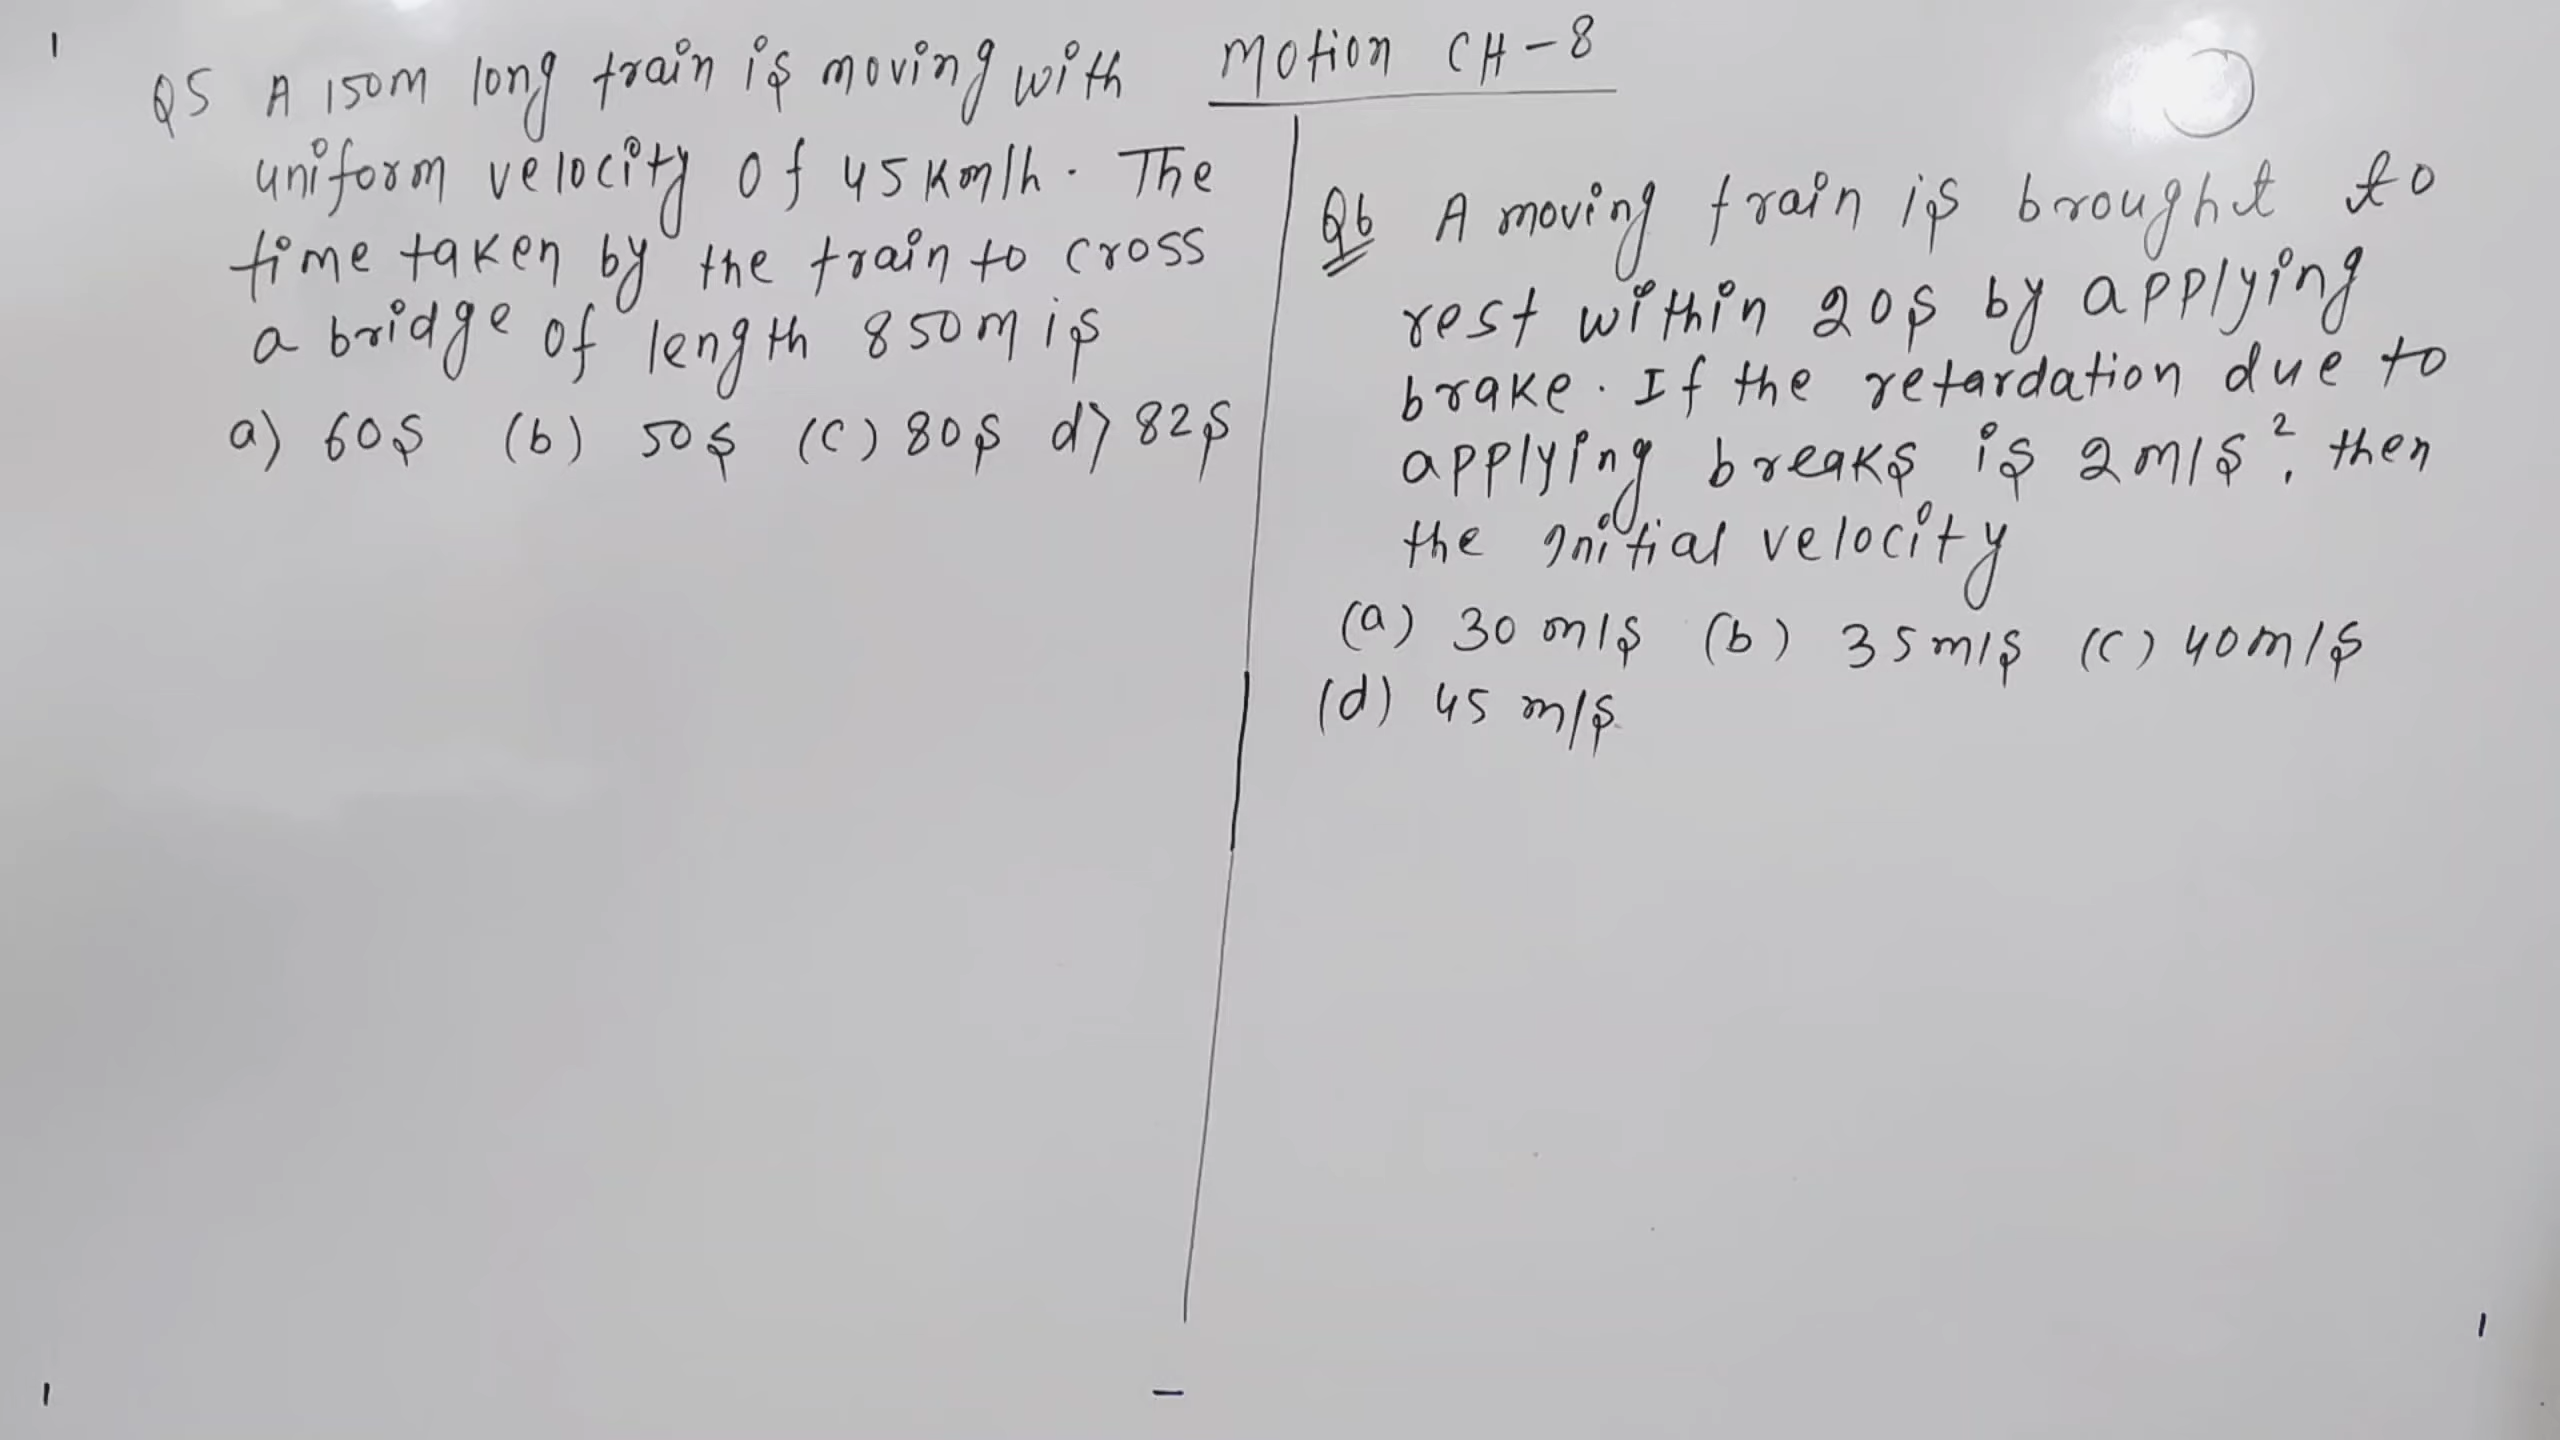 Motion CH-8
Q5 A 150m long train is moving with
uniform velocity of 45 Km/h. The
time taken by the train to cross
a bridge of length 850m is
a) 60s (b) 50s (c) 80s d) 82s
Q6 A moving train is brought to
rest within 20s by applying
brake. If the retardation due to
applying breaks is 2m/s², then
the initial velocity
(a) 30 m/s (b) 35m/s (c) 40m/s
(d) 45 m/s.